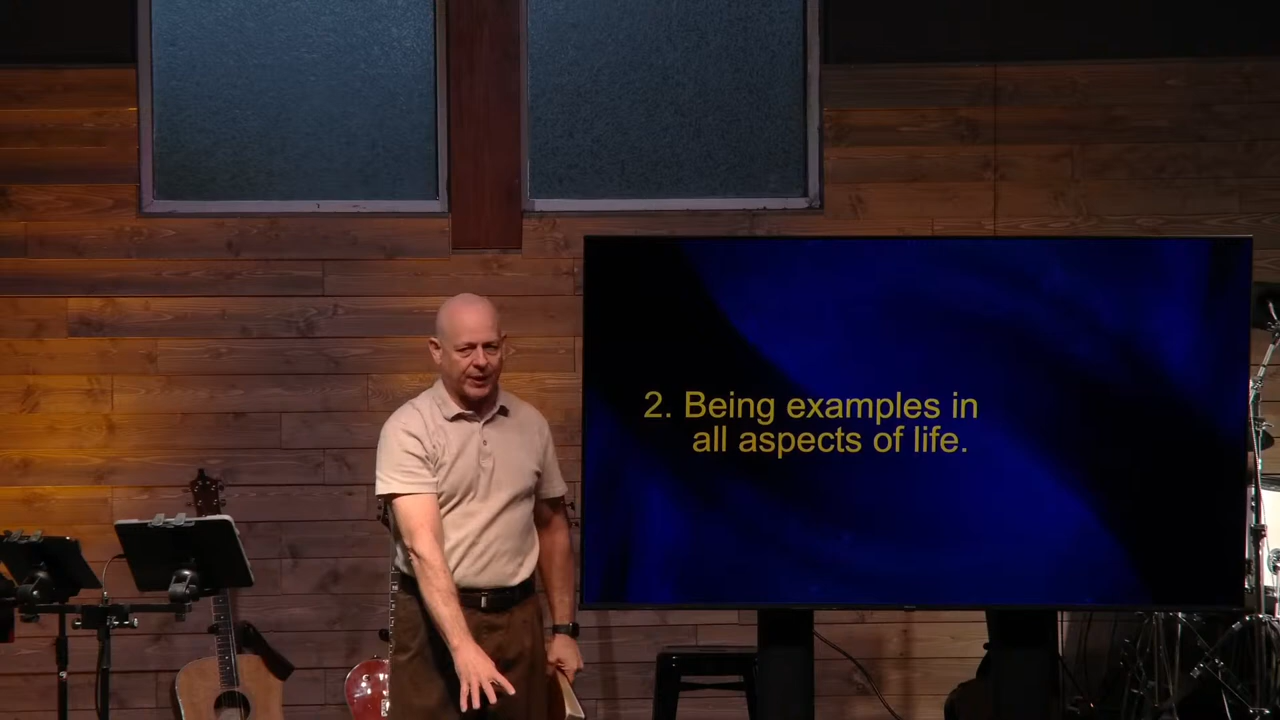 2. Being examples in
all aspects of life.